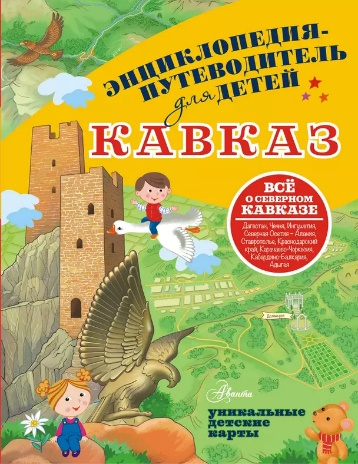 ЭНЦИКЛОПЕДИЯ-
ПУТЕВОДИТЕЛЬ
для ДЕТЕЙ
КАВКАЗ
ВСЁ
О СЕВЕРНОМ
КАВКАЗЕ
Дагестан, Чечня, Ингушетия,
Северная Осетия – Алания,
Ставрополье, Краснодарский
край, Карачаево-Черкесия,
Кабардино-Балкария,
Адыгея
Аванта
уникальные
детские
карты